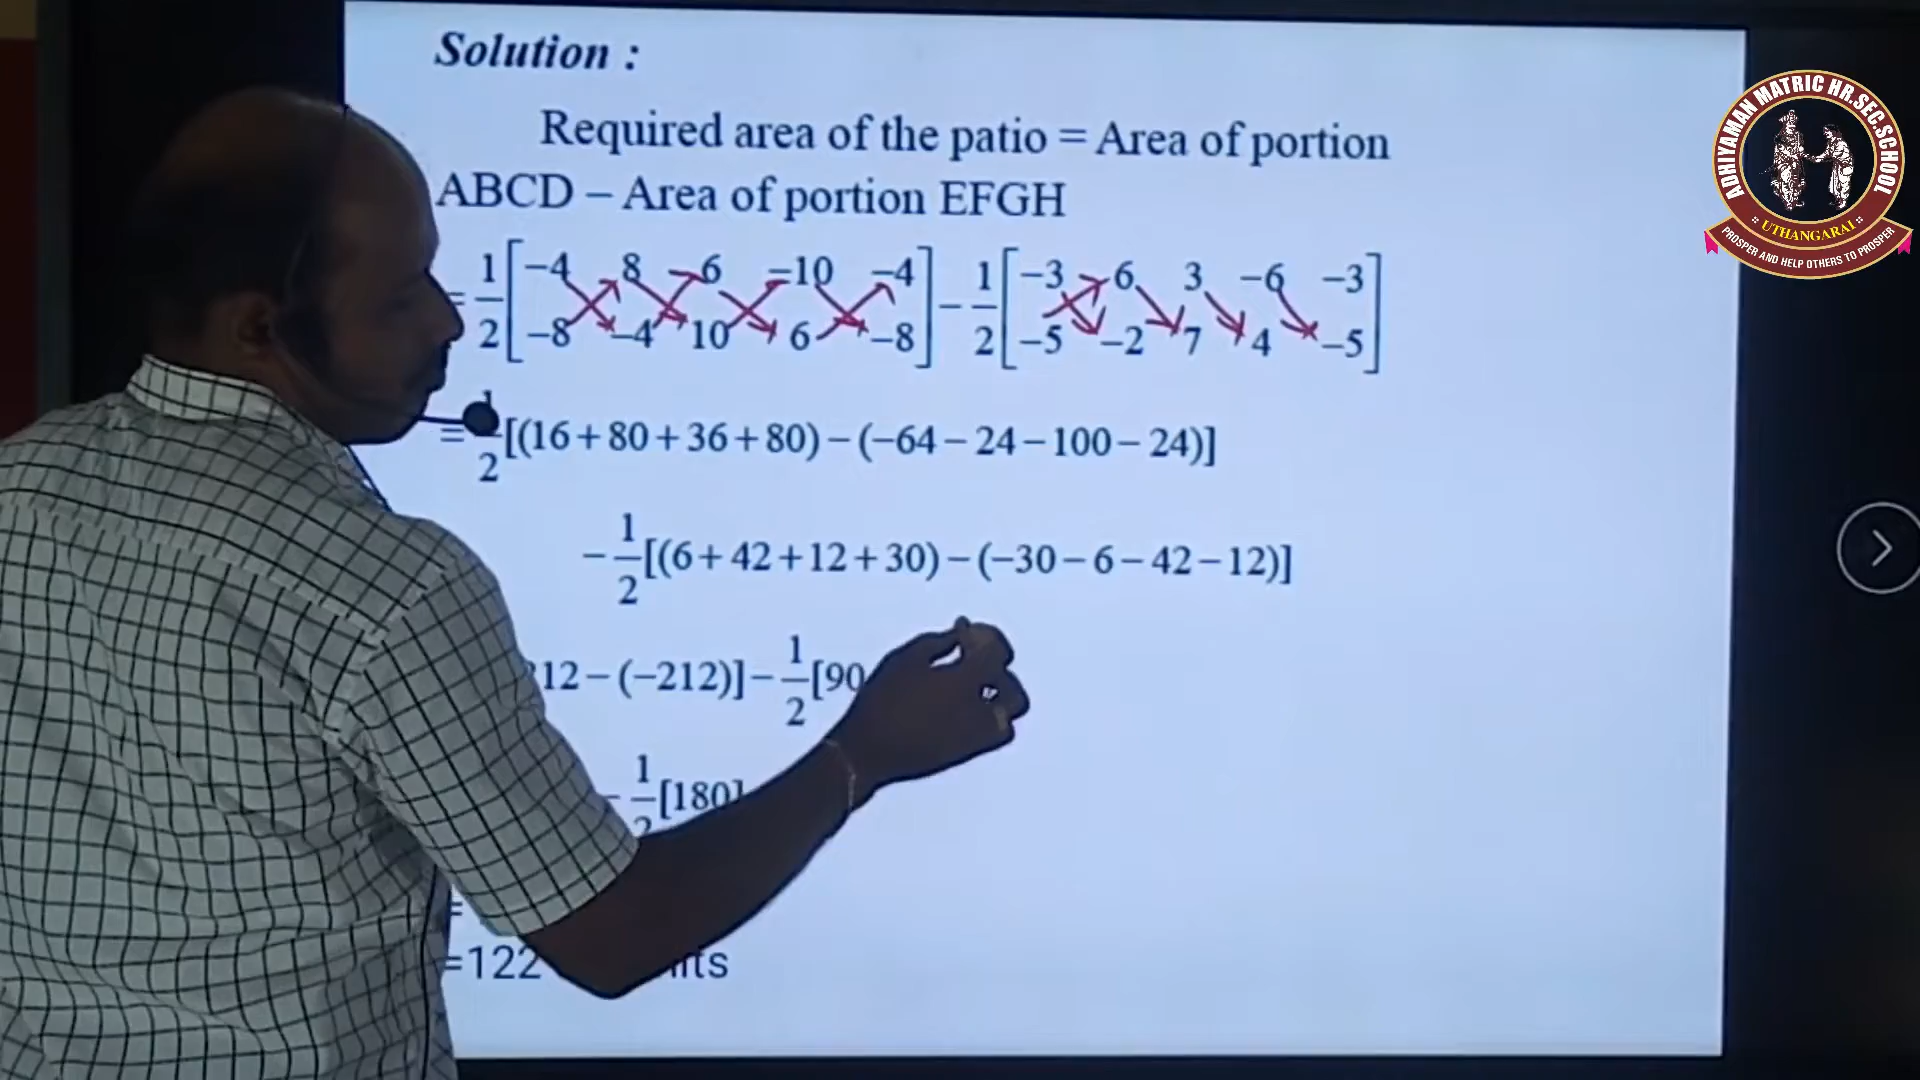 Solution :
Required area of the patio = Area of portion
ABCD – Area of portion EFGH
= 1/2 [ −4 8 −6 −10 −4 ] − 1/2 [ −3 6 3 −6 −3 ]
−8 −4 10 6 −8 −5 −2 7 4 −5
= 1/2 [(16+80+36+80)−(−64−24−100−24)]
− 1/2 [(6+42+12+30)−(−30−6−42−12)]
12−(−212)]− 1/2 [90
1/2 [180]
=
=122
ADHIYAMAN MATRIC HR.SEC.SCHOOL
:: UTHANGARAI ::
PROSPER AND HELP OTHERS TO PROSPER